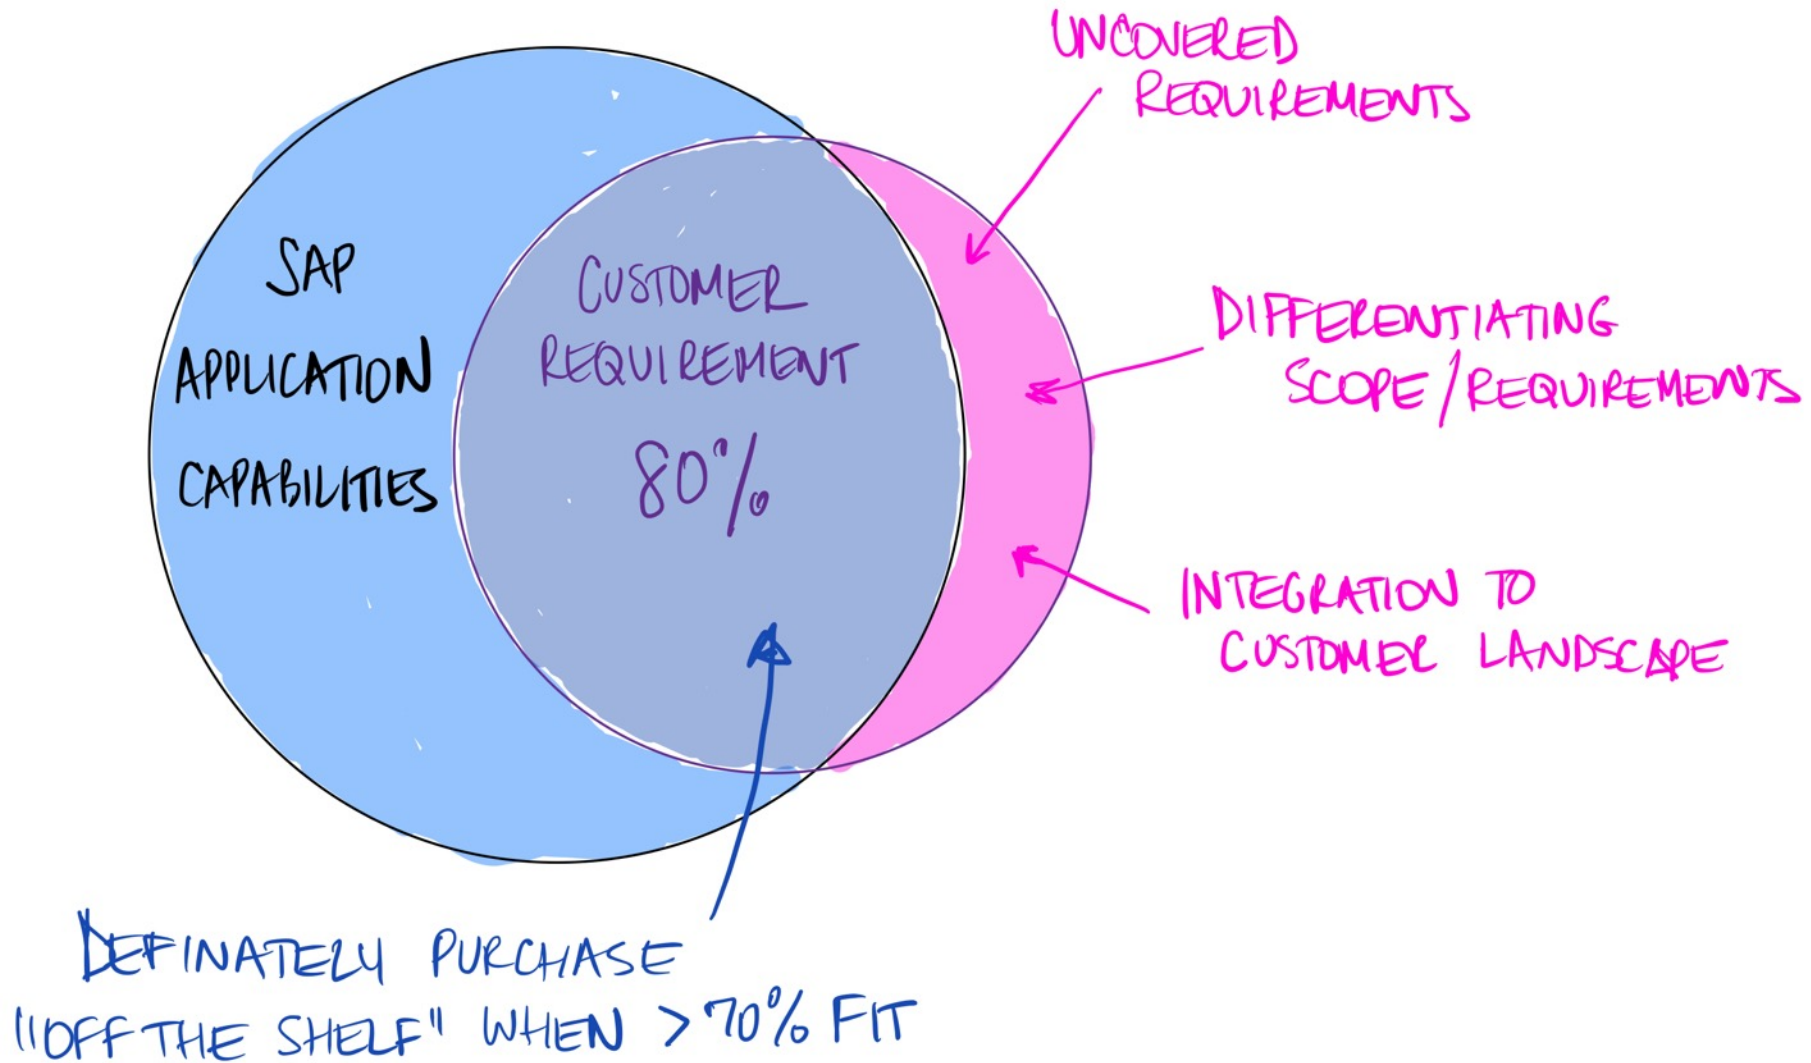 UNCOVERED
REQUIREMENTS
SAP
APPLICATION
CAPABILITIES
CUSTOMER
REQUIREMENT
80%
DIFFERENTIATING
SCOPE/REQUIREMENTS
INTEGRATION TO
CUSTOMER LANDSCAPE
DEFINATELY PURCHASE
"OFF THE SHELF" WHEN > 70% FIT